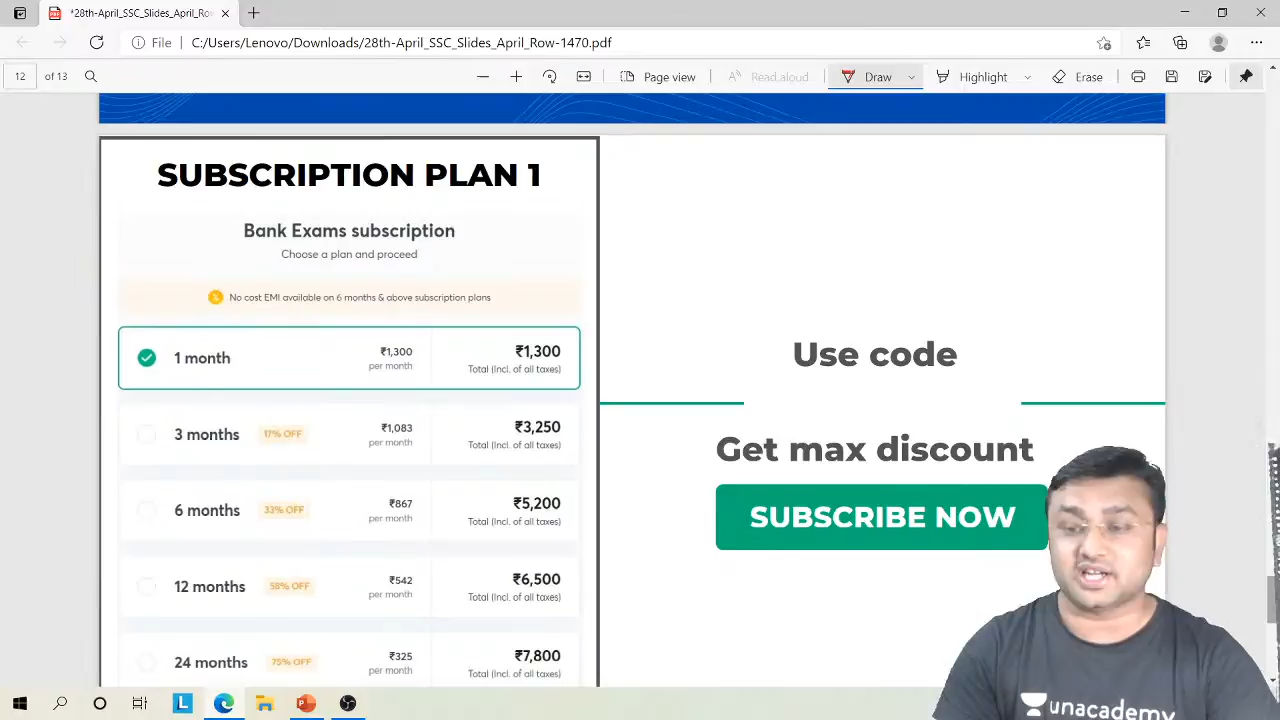 *28th-April_SSC_Slides_April_Row
File
C:/Users/Lenovo/Downloads/28th-April_SSC_Slides_April_Row-1470.pdf
12 of 13
Page view
Read aloud
Draw
Highlight
Erase
SUBSCRIPTION PLAN 1
Bank Exams subscription
Choose a plan and proceed
No cost EMI available on 6 months & above subscription plans
1 month
₹1,300
per month
₹1,300
Total (Incl. of all taxes)
3 months
17% OFF
₹1,083
per month
₹3,250
Total (Incl. of all taxes)
6 months
33% OFF
₹867
per month
₹5,200
Total (Incl. of all taxes)
12 months
58% OFF
₹542
per month
₹6,500
Total (Incl. of all taxes)
24 months
75% OFF
₹325
per month
₹7,800
Total (Incl. of all taxes)
Use code
Get max discount
SUBSCRIBE NOW
unacademy